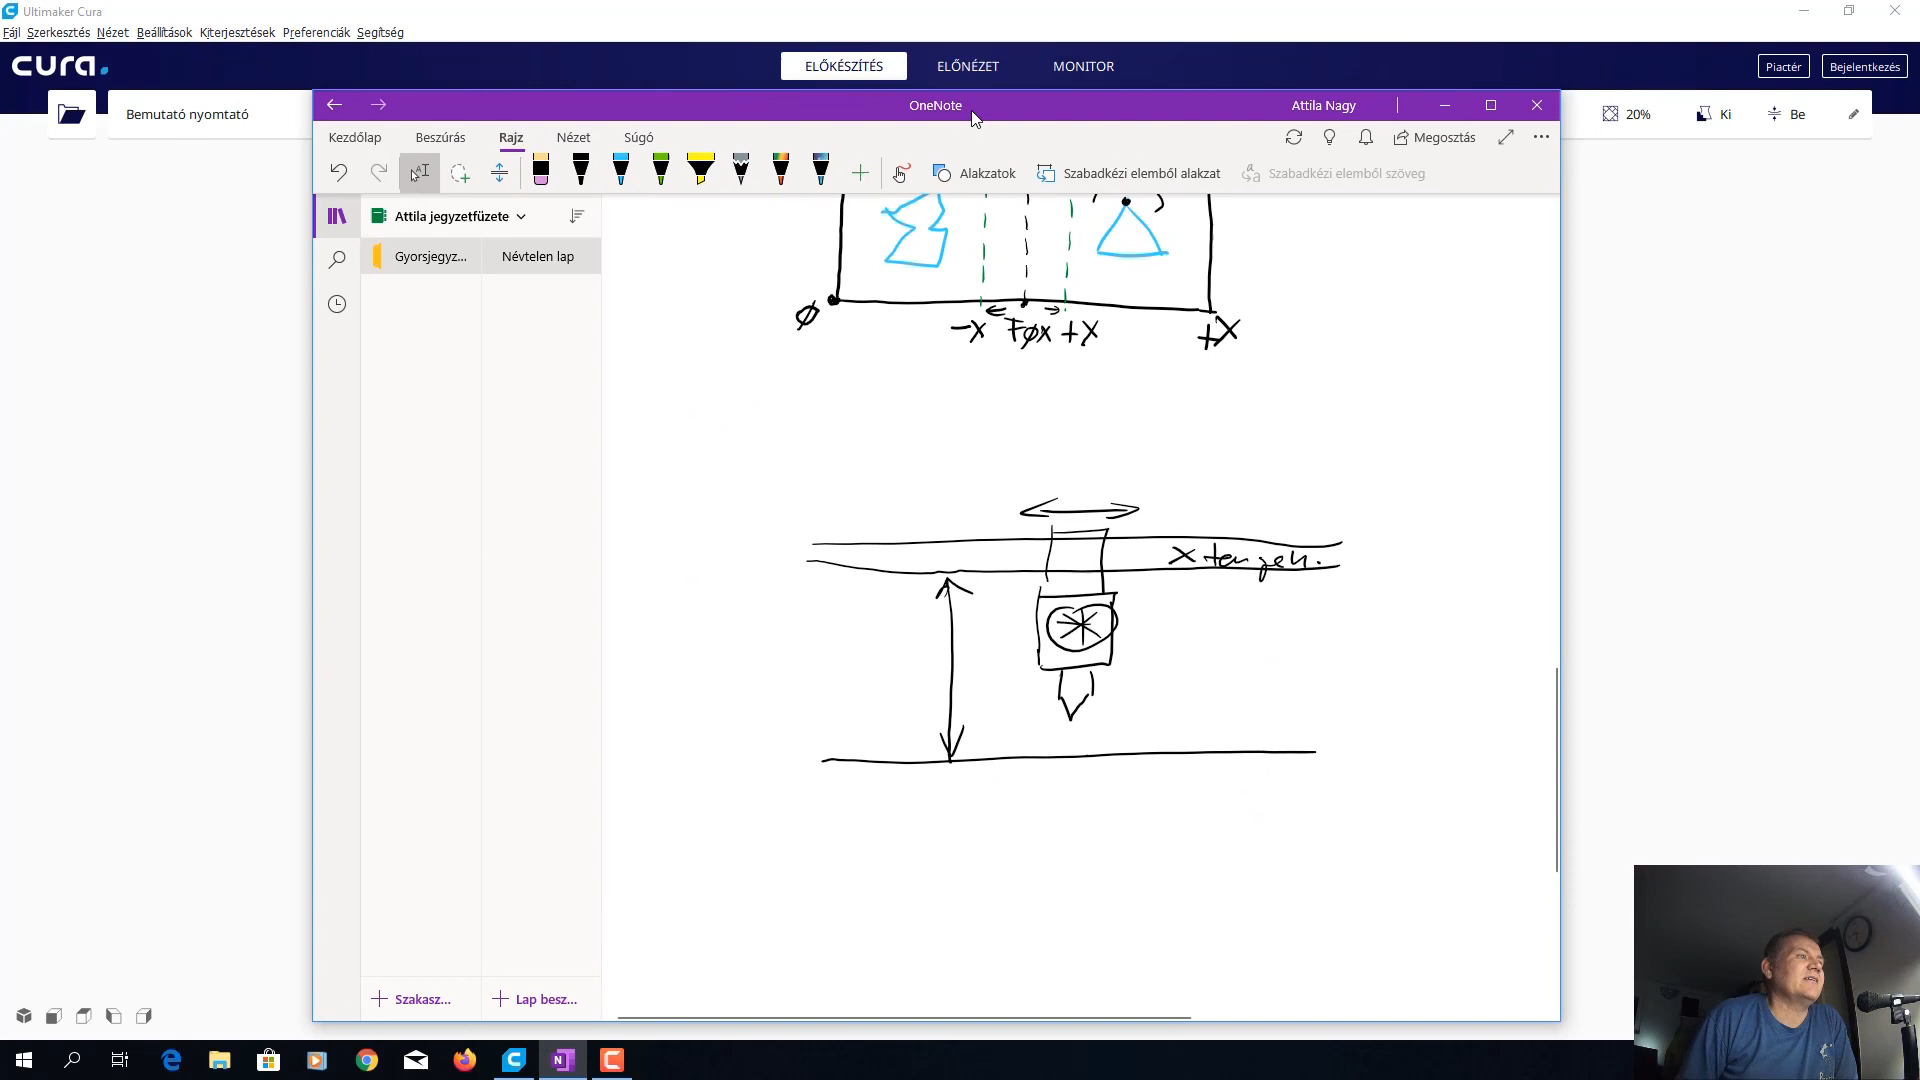 Ultimaker Cura
Fájl Szerkesztés Nézet Beállítások Kiterjesztések Preferenciák Segítség
cura.
ELŐKÉSZÍTÉS ELŐNÉZET MONITOR
Piactér Bejelentkezés
Bemutató nyomtató
20% Ki Be
OneNote
Attila Nagy
Kezdőlap Beszúrás Rajz Nézet Súgó
Megosztás
Alakzatok Szabadkézi elemből alakzat Szabadkézi elemből szöveg
Attila jegyzetfüzete
Gyorsjegyz... Névtelen lap
Ø -X FØX +X +X
X tengely.
Szakasz... Lap besz...